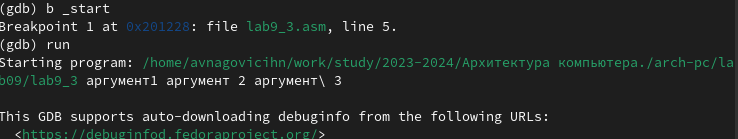 (gdb) b _start
Breakpoint 1 at 0x201228: file lab9_3.asm, line 5.
(gdb) run
Starting program: /home/avnagovicihn/work/study/2023-2024/Архитектура компьютера./arch-pc/la
b09/lab9_3 аргумент1 аргумент 2 аргумент\ 3
This GDB supports auto-downloading debuginfo from the following URLs:
<https://debuginfod.fedoraproject.org/>